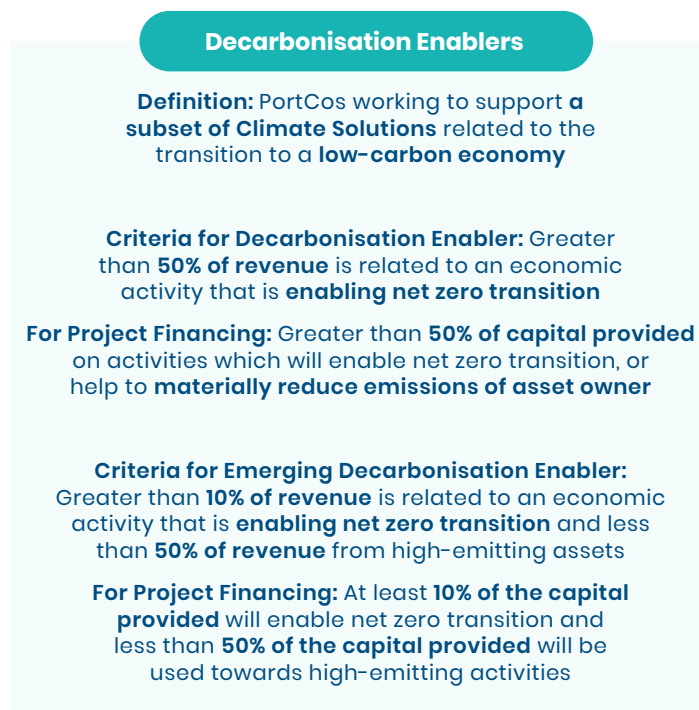 Decarbonisation Enablers
Definition: PortCos working to support a
subset of Climate Solutions related to the
transition to a low-carbon economy
Criteria for Decarbonisation Enabler: Greater
than 50% of revenue is related to an economic
activity that is enabling net zero transition
For Project Financing: Greater than 50% of capital provided
on activities which will enable net zero transition, or
help to materially reduce emissions of asset owner
Criteria for Emerging Decarbonisation Enabler:
Greater than 10% of revenue is related to an economic
activity that is enabling net zero transition and less
than 50% of revenue from high-emitting assets
For Project Financing: At least 10% of the capital
provided will enable net zero transition and
less than 50% of the capital provided will be
used towards high-emitting activities